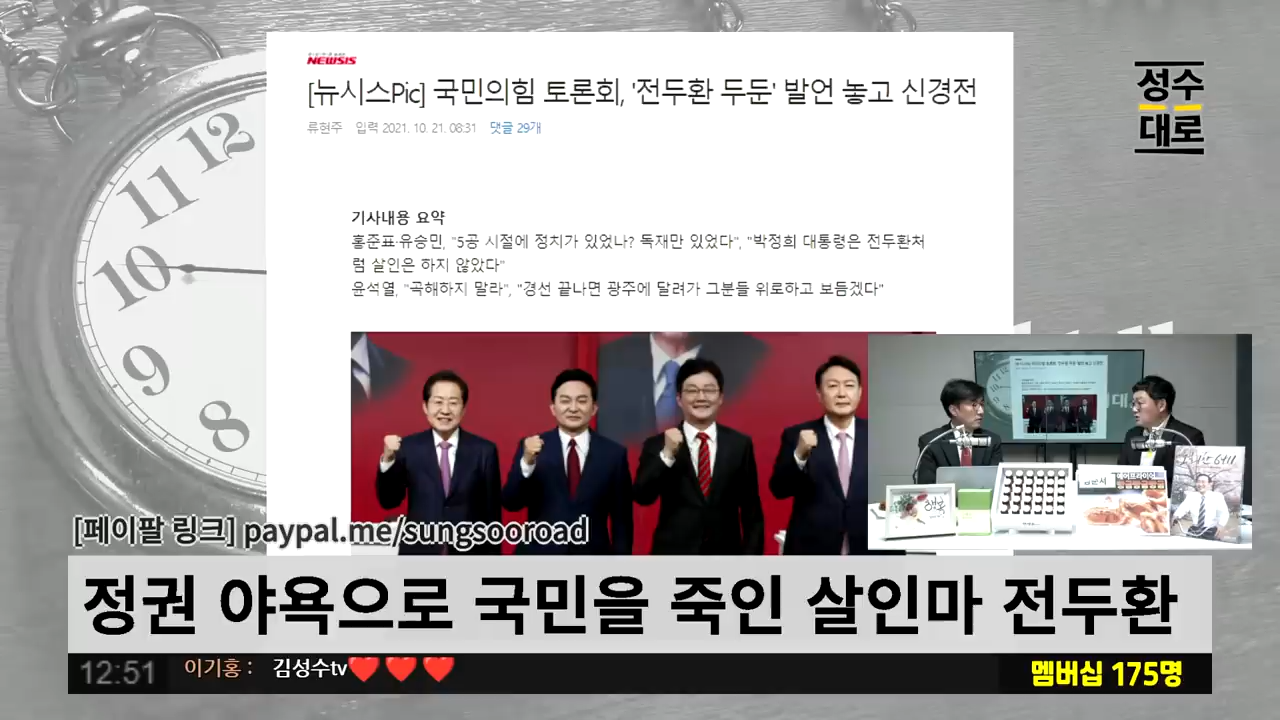 NEWSIS
[뉴시스Pic] 국민의힘 토론회, '전두환 두둔' 발언 놓고 신경전
류현주 입력 2021. 10. 21. 08:31 댓글 29개
성수
대로
기사내용 요약
홍준표·유승민, "5공 시절에 정치가 있었나? 독재만 있었다", "박정희 대통령은 전두환처
럼 살인은 하지 않았다"
윤석열, "곡해하지 말라", "경선 끝나면 광주에 달려가 그분들 위로하고 보듬겠다"
12
11
10
9
8
[페이팔 링크] paypal.me/sungsooroad
정권 야욕으로 국민을 죽인 살인마 전두환
12:51 이기홍 : 김성수tv❤❤❤ 멤버십 175명